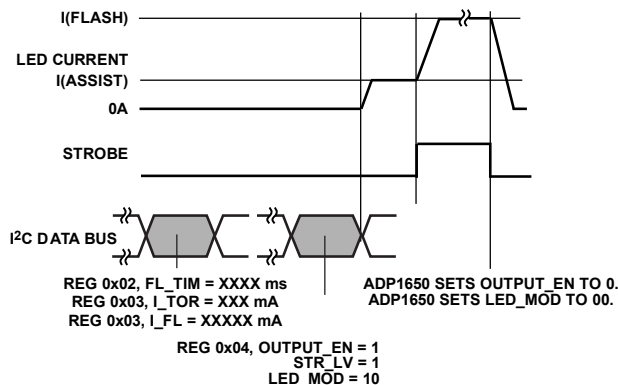 I(FLASH)
LED CURRENT
I(ASSIST)
0A
STROBE
I2C DATA BUS
REG 0x02, FL_TIM = XXXX ms
REG 0x03, I_TOR = XXX mA
REG 0x03, I_FL = XXXXX mA
ADP1650 SETS OUTPUT_EN TO 0.
ADP1650 SETS LED_MOD TO 00.
REG 0x04, OUTPUT_EN = 1
STR_LV = 1
LED_MOD = 10